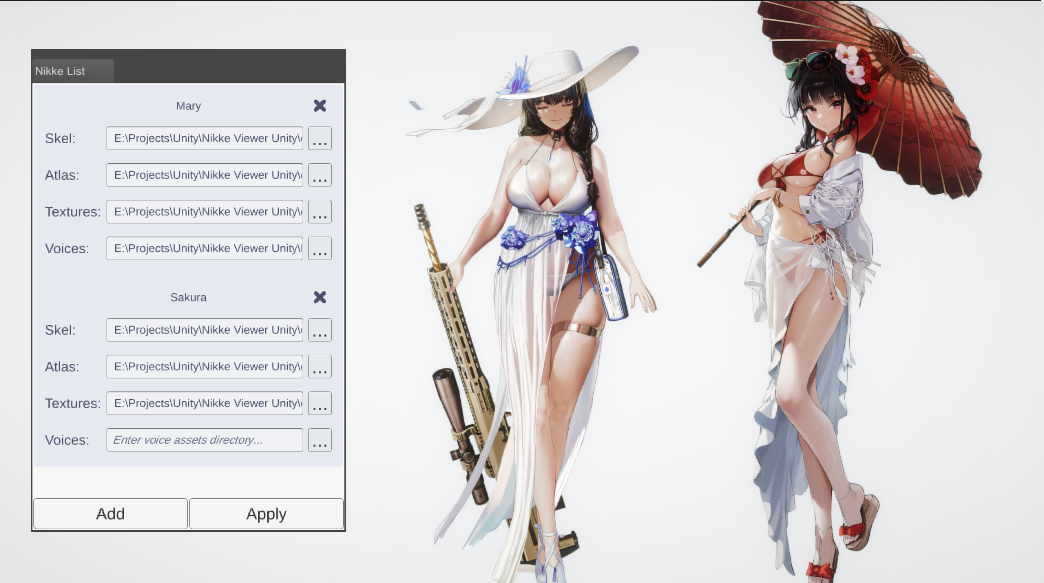 Nikke List
Mary
Skel: E:\Projects\Unity\Nikke Viewer Unity\ ...
Atlas: E:\Projects\Unity\Nikke Viewer Unity\ ...
Textures: E:\Projects\Unity\Nikke Viewer Unity\ ...
Voices: E:\Projects\Unity\Nikke Viewer Unity\ ...
Sakura
Skel: E:\Projects\Unity\Nikke Viewer Unity\ ...
Atlas: E:\Projects\Unity\Nikke Viewer Unity\ ...
Textures: E:\Projects\Unity\Nikke Viewer Unity\ ...
Voices: Enter voice assets directory... ...
Add Apply